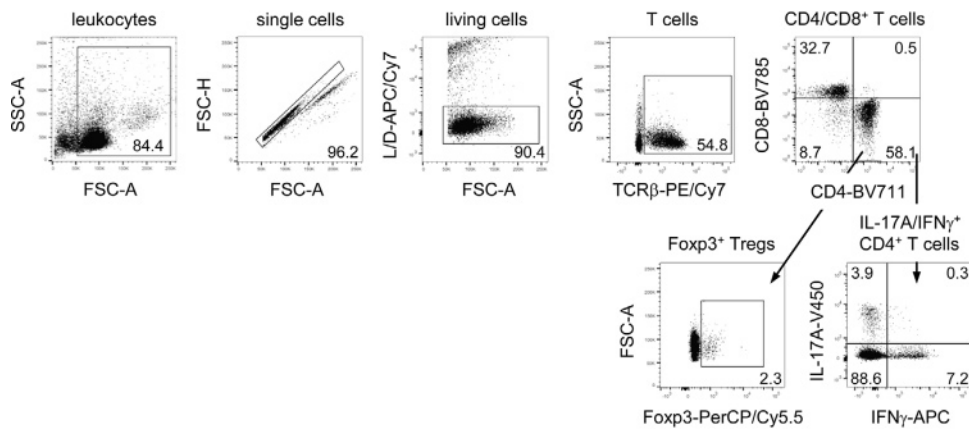 leukocytes
single cells
living cells
T cells
CD4/CD8⁺ T cells
SSC-A
84.4
FSC-A
FSC-H
96.2
FSC-A
L/D-APC/Cy7
90.4
FSC-A
SSC-A
54.8
TCRβ-PE/Cy7
CD8-BV785
32.7
0.5
8.7
58.1
CD4-BV711
Foxp3⁺ Tregs
FSC-A
2.3
Foxp3-PerCP/Cy5.5
IL-17A/IFNγ⁺
CD4⁺ T cells
IL-17A-V450
3.9
0.3
88.6
7.2
IFNγ-APC